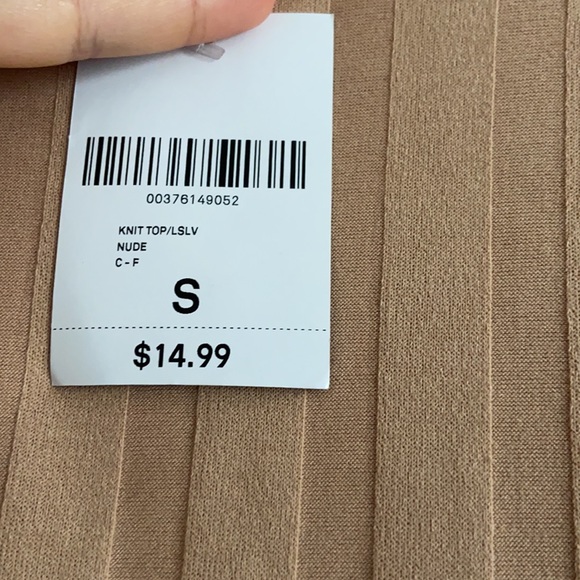 00376149052
KNIT TOP/LSLV
NUDE
C - F
S
$14.99